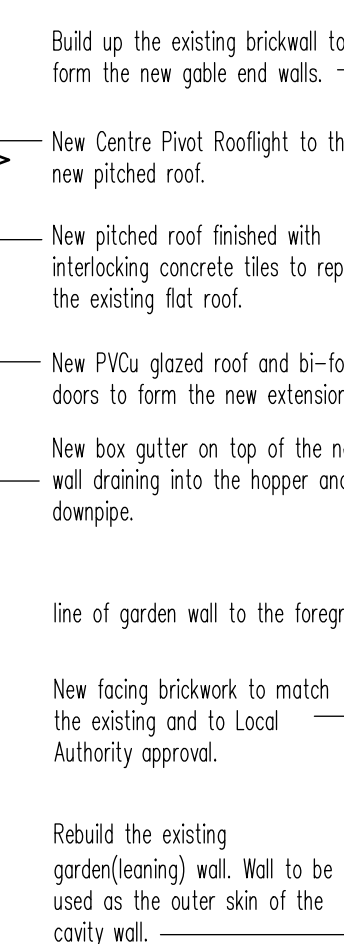 Build up the existing brickwall to
form the new gable end walls.
New Centre Pivot Rooflight to th
new pitched roof.
New pitched roof finished with
interlocking concrete tiles to rep
the existing flat roof.
New PVCu glazed roof and bi-fo
doors to form the new extension
New box gutter on top of the n
wall draining into the hopper and
downpipe.
line of garden wall to the foregr
New facing brickwork to match
the existing and to Local
Authority approval.
Rebuild the existing
garden(leaning) wall. Wall to be
used as the outer skin of the
cavity wall.